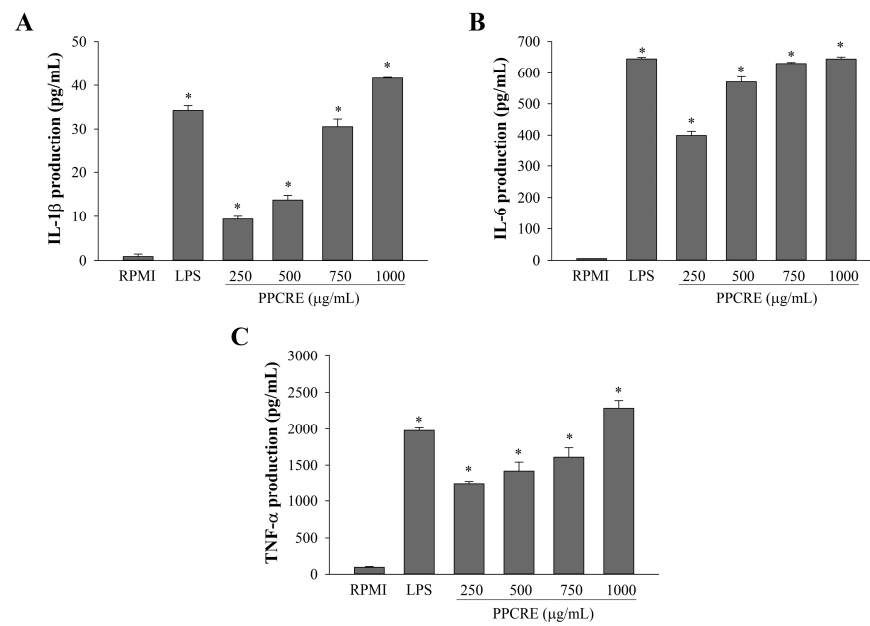 A
IL-1β production (pg/mL)
50
40
30
20
10
0
* * * * *
RPMI LPS 250 500 750 1000
PPCRE (μg/mL)
B
IL-6 production (pg/mL)
700
600
500
400
300
200
100
0
* * * * *
RPMI LPS 250 500 750 1000
PPCRE (μg/mL)
C
TNF-α production (pg/mL)
3000
2500
2000
1500
1000
500
0
* * * * *
RPMI LPS 250 500 750 1000
PPCRE (μg/mL)